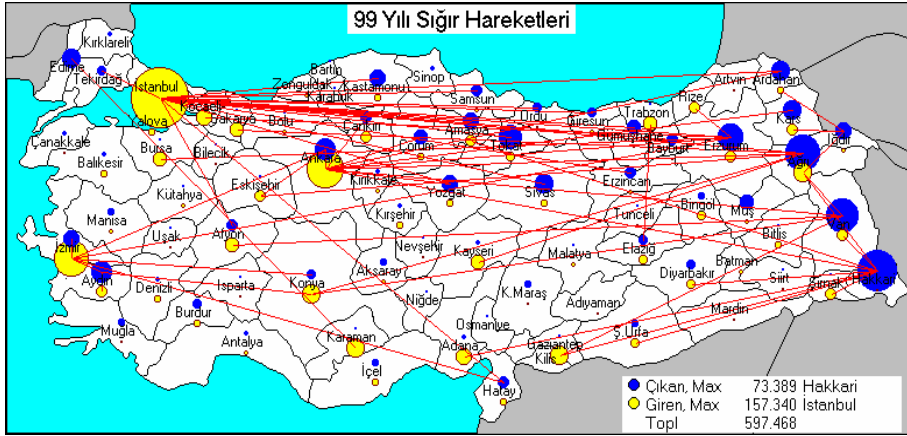 99 Yılı Sığır Hareketleri
Kırklareli
Edirne
Tekirdağ
İstanbul
Bartın
Zonguldak
Kastamonu
Karabük
Sinop
Samsun
Artvin
Ardahan
Kocaeli
Sakarya
Yalova
Bolu
Çankırı
Amasya
Ordu
Giresun
Trabzon
Rize
Gümüşhane
Bayburt
Kars
Iğdır
Çanakkale
Bursa
Bilecik
Ankara
Çorum
Tokat
Erzurum
Ağrı
Balıkesir
Eskişehir
Kırıkkale
Yozgat
Sivas
Erzincan
Kütahya
Manisa
Uşak
Afyon
Kırşehir
Tunceli
Bingöl
Muş
Van
İzmir
Nevşehir
Kayseri
Malatya
Elazığ
Bitlis
Aydın
Denizli
Isparta
Konya
Aksaray
Diyarbakır
Batman
Siirt
Hakkari
Burdur
Niğde
K.Maraş
Adıyaman
Mardin
Şırnak
Muğla
Antalya
Karaman
Osmaniye
Adana
Gaziantep
Kilis
Ş.Urfa
İçel
Hatay
Çıkan, Max 73.389 Hakkari
Giren, Max 157.340 İstanbul
Topl 597.468